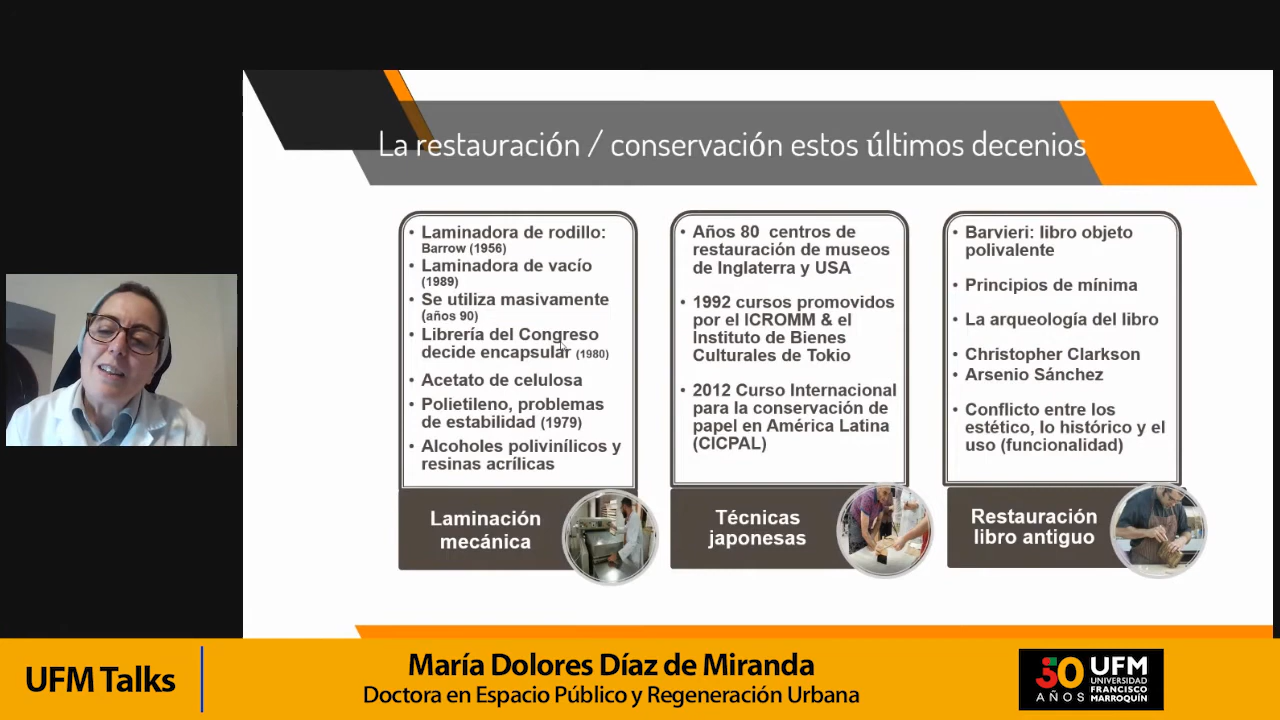 La restauración / conservación estos últimos decenios
• Laminadora de rodillo:
Barrow (1956)
• Laminadora de vacío
(1989)
• Se utiliza masivamente
(años 90)
• Librería del Congreso
decide encapsular (1980)
• Acetato de celulosa
• Polietileno, problemas
de estabilidad (1979)
• Alcoholes polivinílicos y
resinas acrílicas
Laminación
mecánica
• Años 80 centros de
restauración de museos
de Inglaterra y USA
• 1992 cursos promovidos
por el ICROMM & el
Instituto de Bienes
Culturales de Tokio
• 2012 Curso Internacional
para la conservación de
papel en América Latina
(CICPAL)
Técnicas
japonesas
• Barvieri: libro objeto
polivalente
• Principios de mínima
• La arqueología del libro
• Christopher Clarkson
• Arsenio Sánchez
• Conflicto entre los
estético, lo histórico y el
uso (funcionalidad)
Restauración
libro antiguo
UFM Talks
María Dolores Díaz de Miranda
Doctora en Espacio Público y Regeneración Urbana
50
AÑOS
UFM
UNIVERSIDAD
FRANCISCO
MARROQUÍN